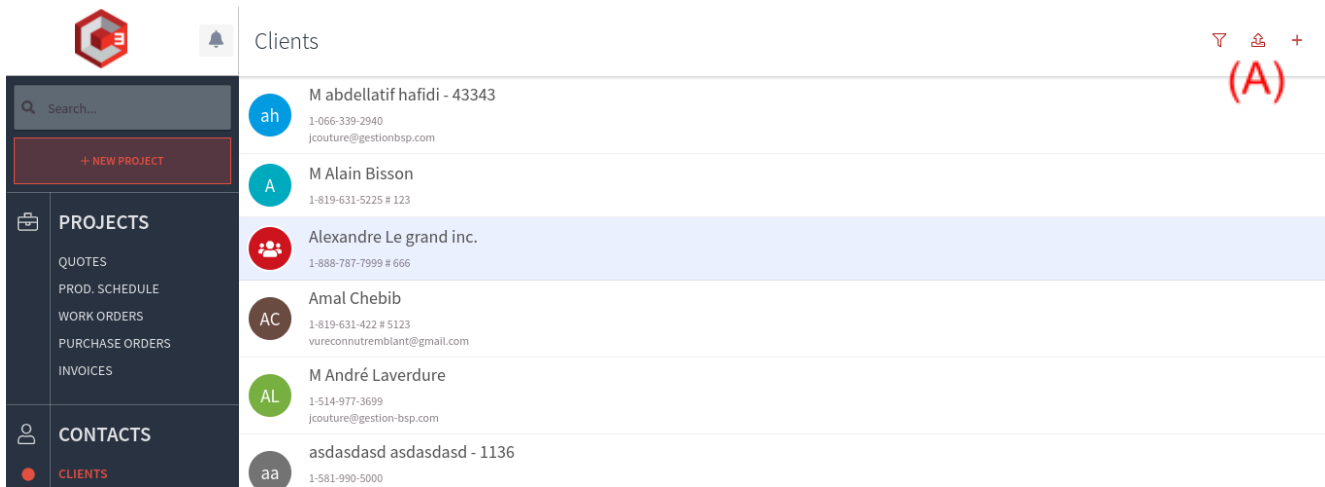 3
Clients
(A)
Search...
+ NEW PROJECT
PROJECTS
QUOTES
PROD. SCHEDULE
WORK ORDERS
PURCHASE ORDERS
INVOICES
CONTACTS
CLIENTS
ah
M abdellatif hafidi - 43343
1-066-339-2940
jcouture@gestionbsp.com
A
M Alain Bisson
1-819-631-5225 # 123
Alexandre Le grand inc.
1-888-787-7999 # 666
AC
Amal Chebib
1-819-631-422 # 5123
vureconnutremblant@gmail.com
AL
M André Laverdure
1-514-977-3699
jcouture@gestion-bsp.com
aa
asdasdasd asdasdasd - 1136
1-581-990-5000